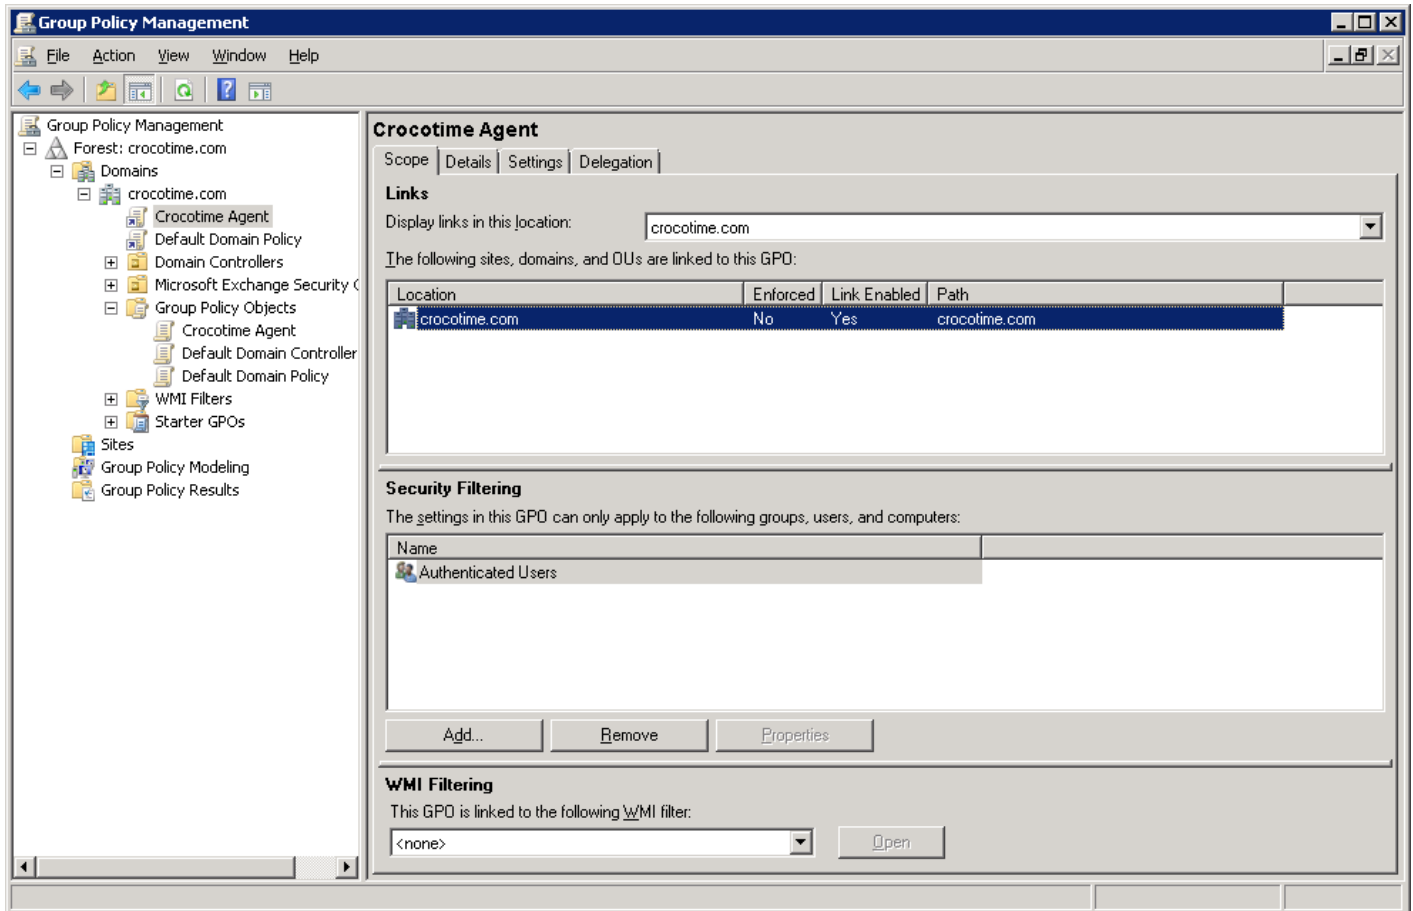 Group Policy Management
File Action View Window Help
Group Policy Management
Forest: crocotime.com
Domains
crocotime.com
Crocotime Agent
Default Domain Policy
Domain Controllers
Microsoft Exchange Security
Group Policy Objects
Crocotime Agent
Default Domain Controller
Default Domain Policy
WMI Filters
Starter GPOs
Sites
Group Policy Modeling
Group Policy Results
Crocotime Agent
Scope Details Settings Delegation
Links
Display links in this location: crocotime.com
The following sites, domains, and OUs are linked to this GPO:
Location Enforced Link Enabled Path
crocotime.com No Yes crocotime.com
Security Filtering
The settings in this GPO can only apply to the following groups, users, and computers:
Name
Authenticated Users
Add... Remove Properties
WMI Filtering
This GPO is linked to the following WMI filter:
<none> Open